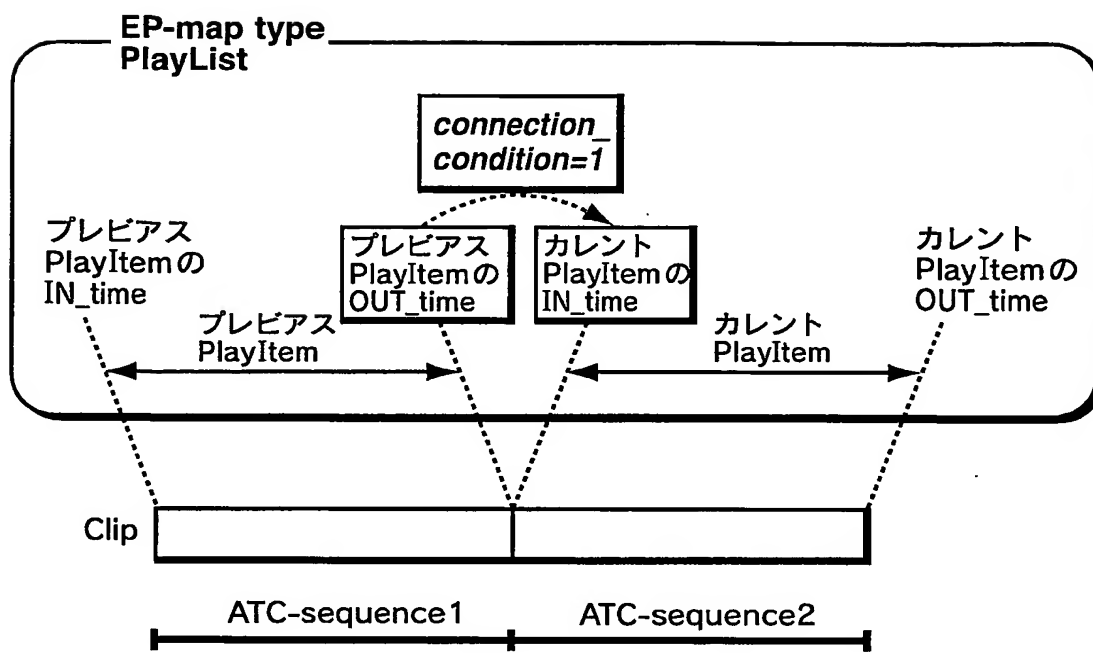 EP-map type
PlayList
connection_
condition=1
プレビアス
PlayItemの
IN_time
プレビアス
PlayItemの
OUT_time
カレント
PlayItemの
IN_time
カレント
PlayItemの
OUT_time
プレビアス
PlayItem
カレント
PlayItem
Clip
ATC-sequence1
ATC-sequence2